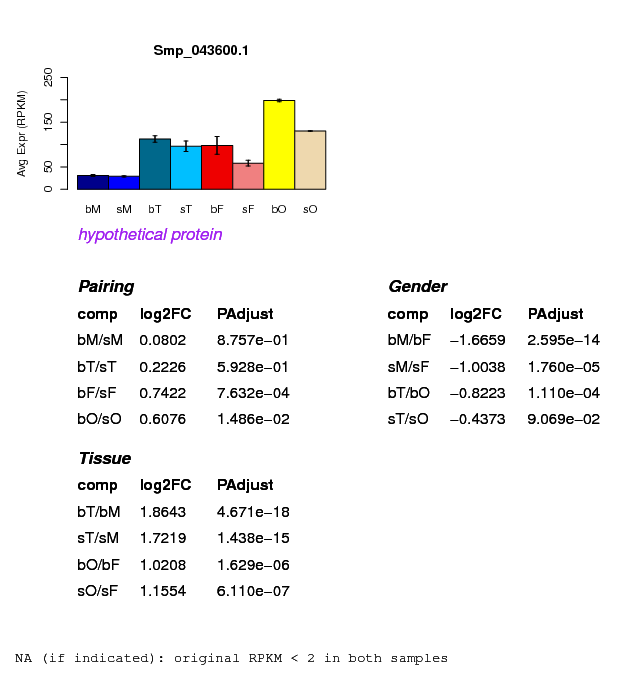 Smp_043600.1
Avg Expr (RPKM)
0 50 150 250
bM sM bT sT bF sF bO sO
hypothetical protein
Pairing
comp log2FC PAdjust
bM/sM 0.0802 8.757e−01
bT/sT 0.2226 5.928e−01
bF/sF 0.7422 7.632e−04
bO/sO 0.6076 1.486e−02
Gender
comp log2FC PAdjust
bM/bF −1.6659 2.595e−14
sM/sF −1.0038 1.760e−05
bT/bO −0.8223 1.110e−04
sT/sO −0.4373 9.069e−02
Tissue
comp log2FC PAdjust
bT/bM 1.8643 4.671e−18
sT/sM 1.7219 1.438e−15
bO/bF 1.0208 1.629e−06
sO/sF 1.1554 6.110e−07
NA (if indicated): original RPKM < 2 in both samples